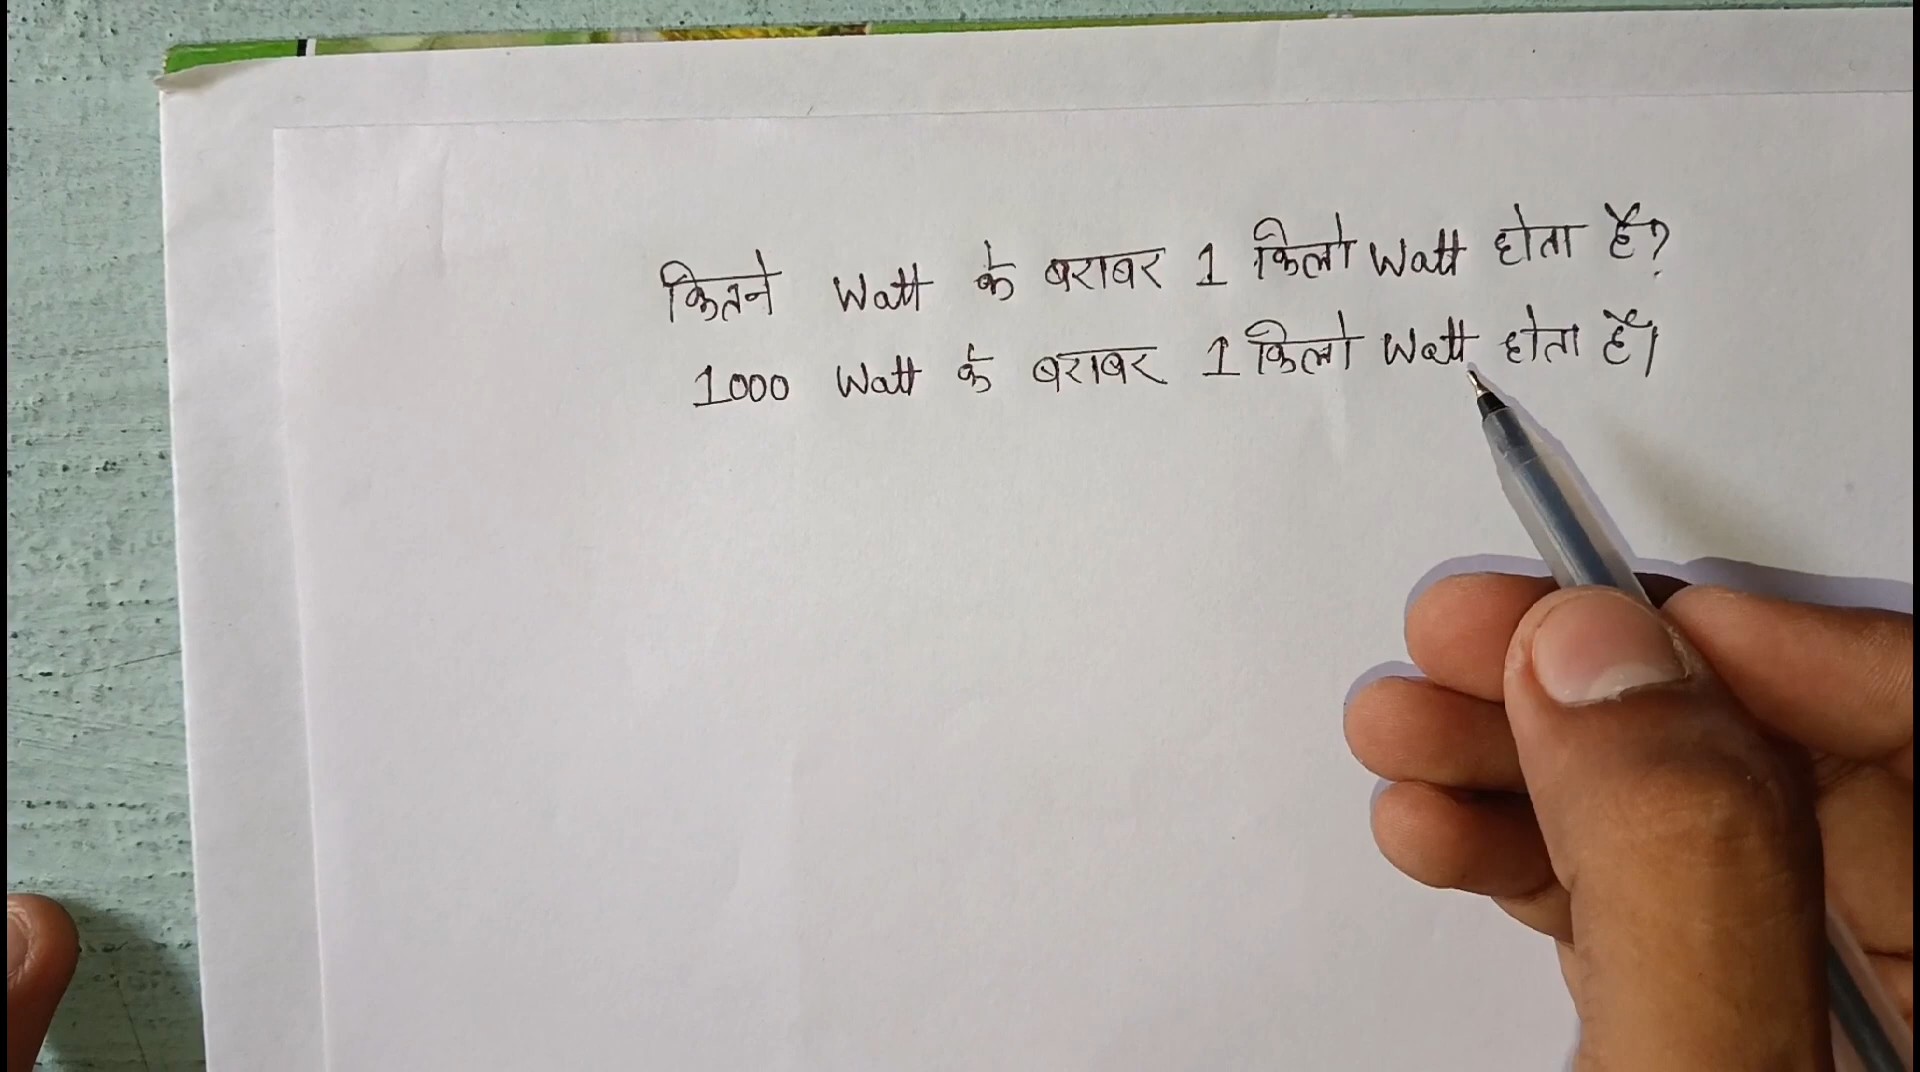 कितने Watt के बराबर 1 किलो Watt होता है?
1000 Watt के बराबर 1 किलो Watt होता है।